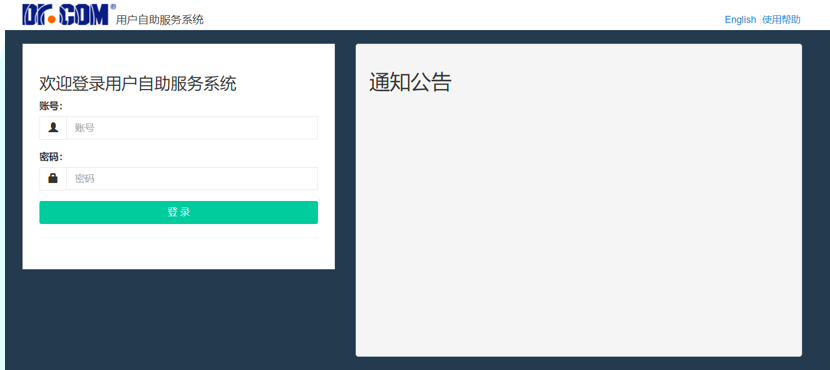 Dr.COM® 用户自助服务系统
English 使用帮助
欢迎登录用户自助服务系统
账号：
账号
密码：
密码
登 录
通知公告